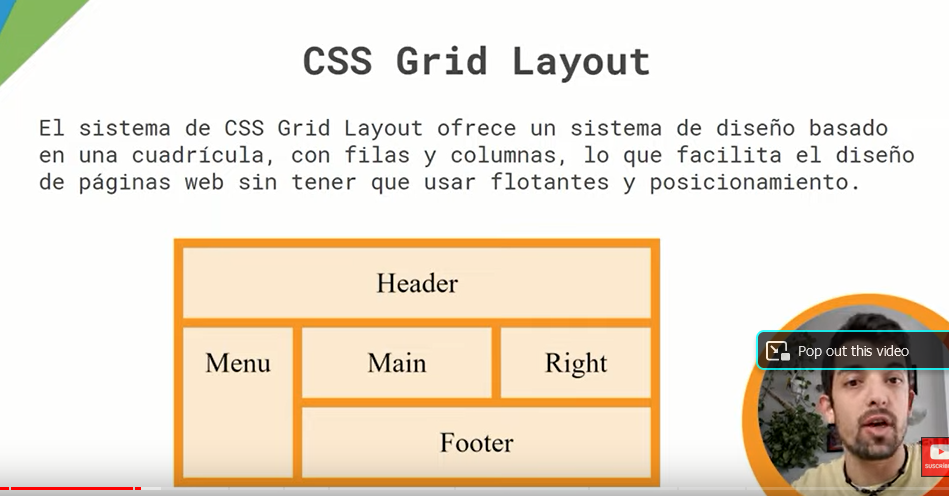 CSS Grid Layout
El sistema de CSS Grid Layout ofrece un sistema de diseño basado
en una cuadrícula, con filas y columnas, lo que facilita el diseño
de páginas web sin tener que usar flotantes y posicionamiento.
Header
Menu
Main
Right
Footer
Pop out this video